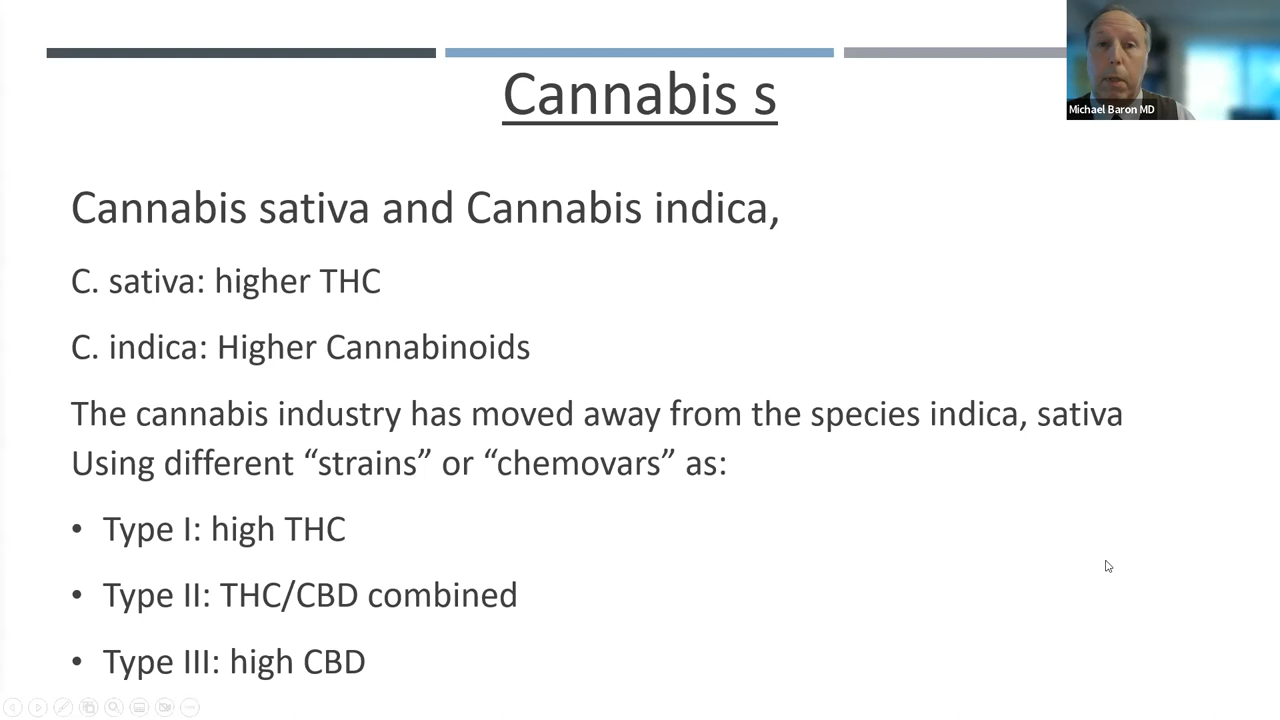 Cannabis s
Michael Baron MD
Cannabis sativa and Cannabis indica,
C. sativa: higher THC
C. indica: Higher Cannabinoids
The cannabis industry has moved away from the species indica, sativa
Using different “strains” or “chemovars” as:
• Type I: high THC
• Type II: THC/CBD combined
• Type III: high CBD